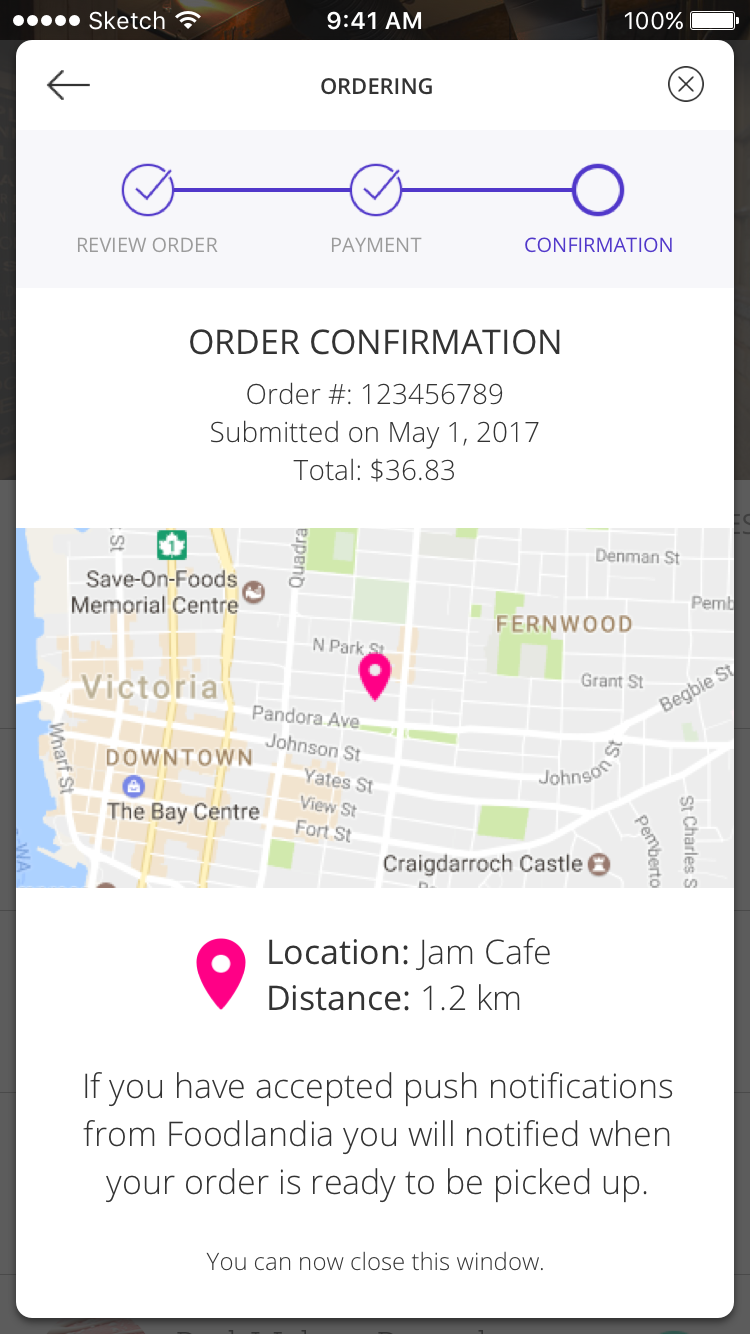 Sketch 9:41 AM 100%
ORDERING
REVIEW ORDER PAYMENT CONFIRMATION
ORDER CONFIRMATION
Order #: 123456789
Submitted on May 1, 2017
Total: $36.83
St
1
Quadra
Denman St
Save-On-Foods
Memorial Centre
Pemb
FERNWOOD
N Park St
Victoria
Grant St
Begbie St
Pandora Ave
Wharf St
Johnson St
DOWNTOWN
Johnson St
Yates St
The Bay Centre
View St
Fort St
St Charles S
Pemberto
WA
Craigdarroch Castle
Location: Jam Cafe
Distance: 1.2 km
If you have accepted push notifications
from Foodlandia you will notified when
your order is ready to be picked up.
You can now close this window.